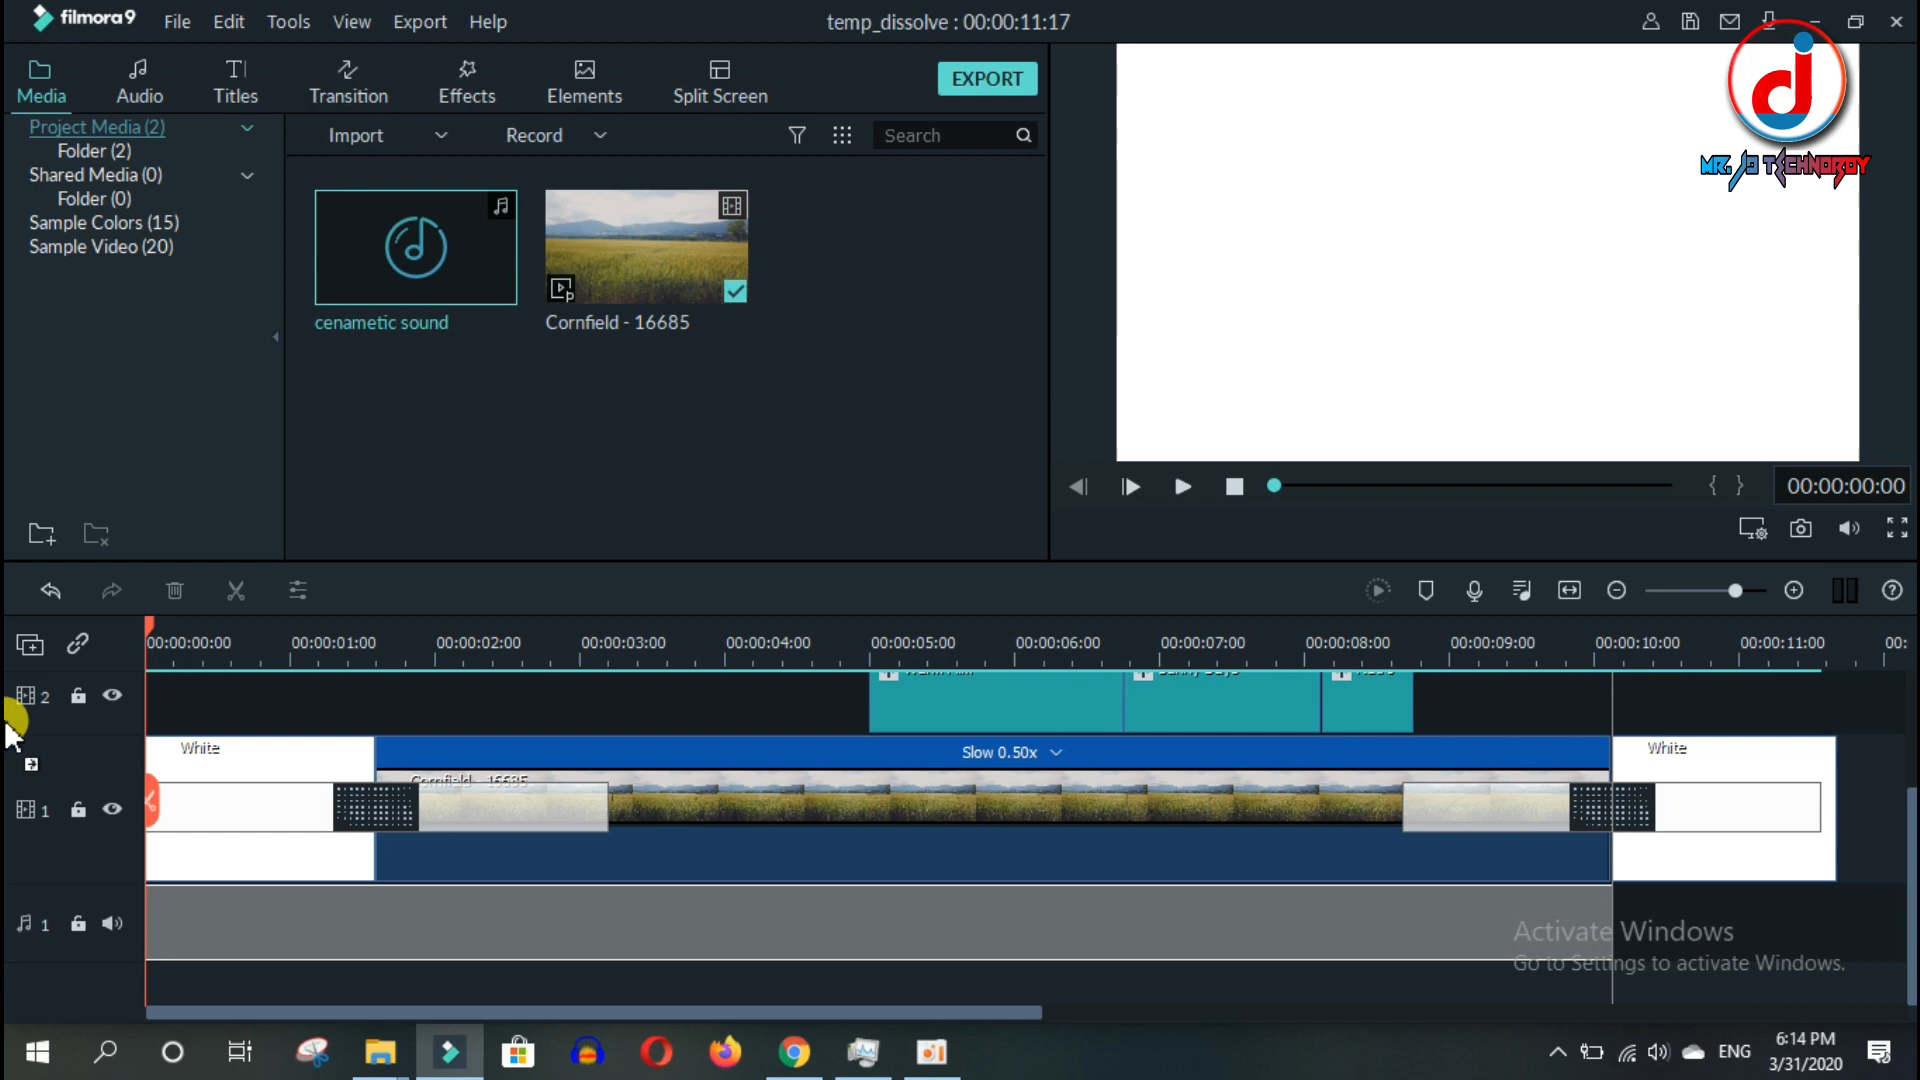 filmora9 File Edit Tools View Export Help temp_dissolve : 00:00:11:17
Media Audio Titles Transition Effects Elements Split Screen EXPORT
Project Media (2)
Folder (2)
Shared Media (0)
Folder (0)
Sample Colors (15)
Sample Video (20)
Import Record Search
cenametic sound Cornfield - 16685
MR. JD TECHNOROY
00:00:00:00
00:00:00:00 00:00:01:00 00:00:02:00 00:00:03:00 00:00:04:00 00:00:05:00 00:00:06:00 00:00:07:00 00:00:08:00 00:00:09:00 00:00:10:00 00:00:11:00 00:
2
White Slow 0.50x White
Cornfield - 16685
1
1
Activate Windows
Go to Settings to activate Windows.
ENG 6:14 PM
3/31/2020